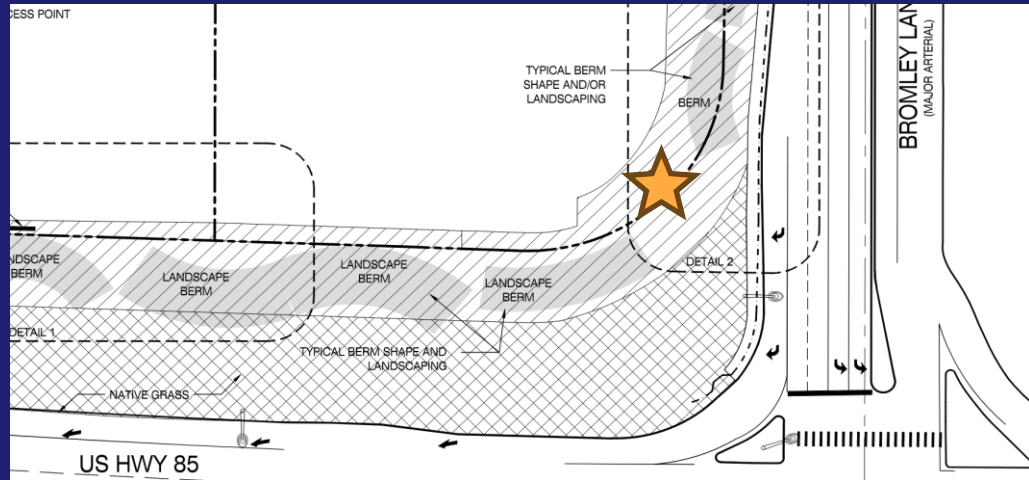 CESS POINT
TYPICAL BERM
SHAPE AND/OR
LANDSCAPING
BERM
BROMLEY LAN
(MAJOR ARTERIAL)
NDSCAPE
BERM
LANDSCAPE
BERM
LANDSCAPE
BERM
LANDSCAPE
BERM
DETAIL 2
DETAIL 1
TYPICAL BERM SHAPE AND
LANDSCAPING
NATIVE GRASS
US HWY 85